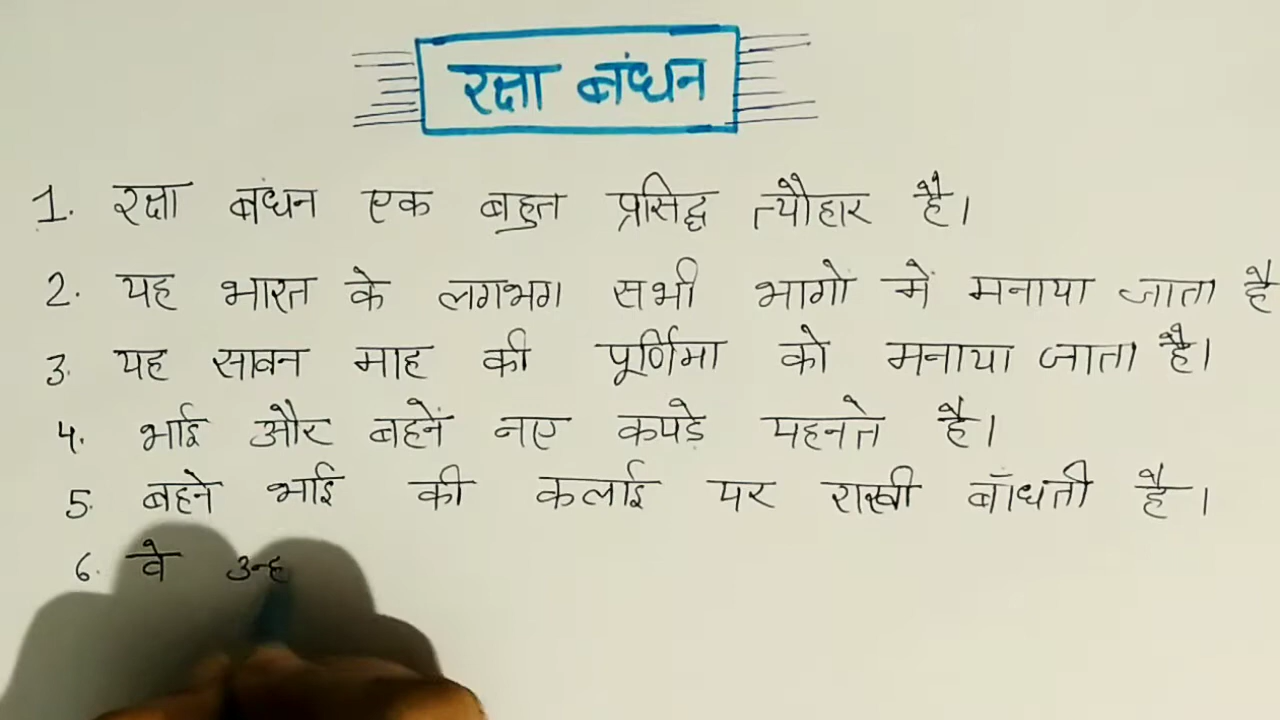 रक्षा बंधन
1. रक्षा बंधन एक बहुत प्रसिद्ध त्यौहार है।
2. यह भारत के लगभग सभी भागो में मनाया जाता है
3. यह सावन माह की पूर्णिमा को मनाया जाता है।
4. भाई और बहनें नए कपडे पहनते है।
5. बहने भाई की कलाई पर राखी बाँधती है।
6. वे उन्ह